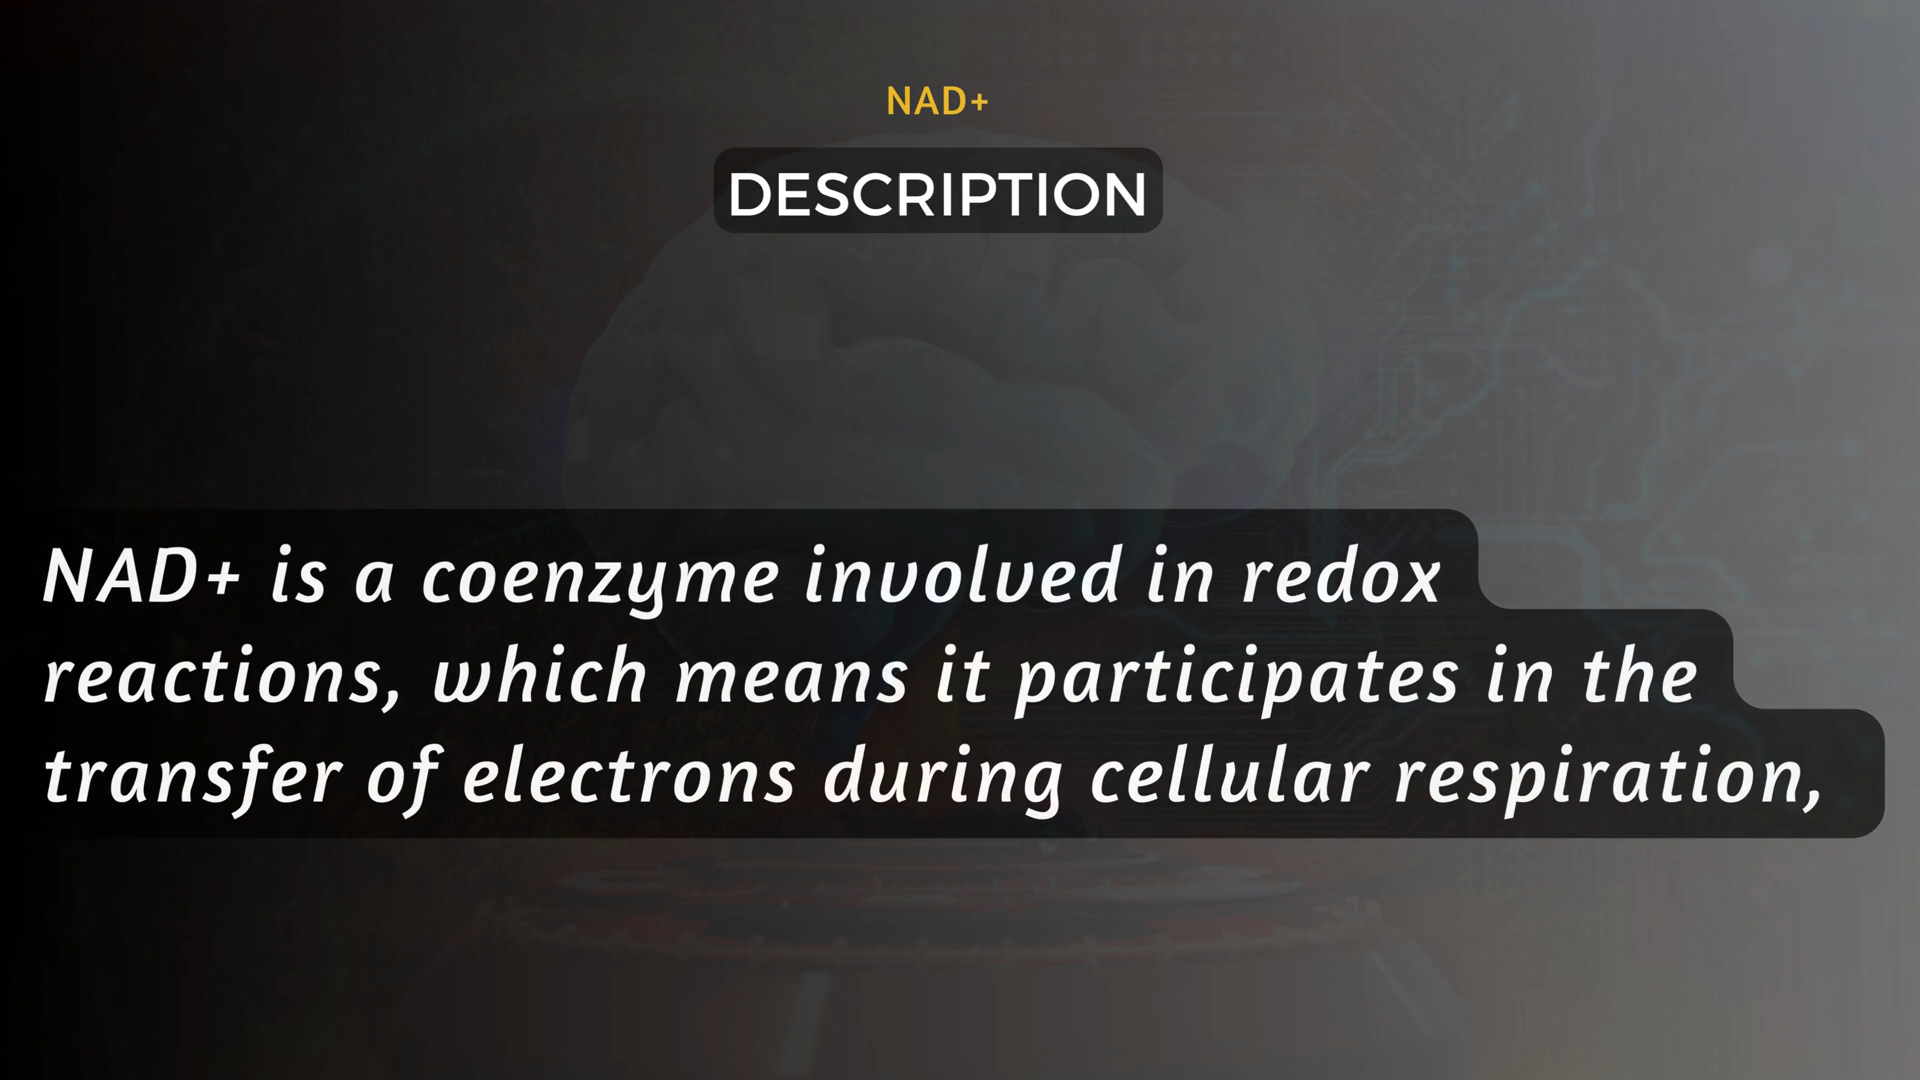 NAD+
DESCRIPTION
NAD+ is a coenzyme involved in redox
reactions, which means it participates in the
transfer of electrons during cellular respiration,